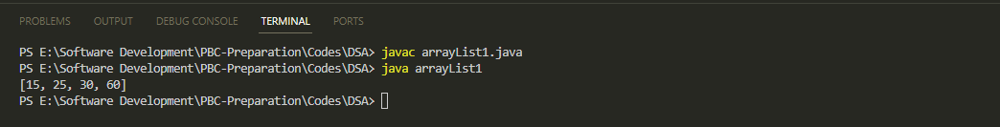 PROBLEMS OUTPUT DEBUG CONSOLE TERMINAL PORTS
PS E:\Software Development\PBC-Preparation\Codes\DSA> javac arrayList1.java
PS E:\Software Development\PBC-Preparation\Codes\DSA> java arrayList1
[15, 25, 30, 60]
PS E:\Software Development\PBC-Preparation\Codes\DSA>